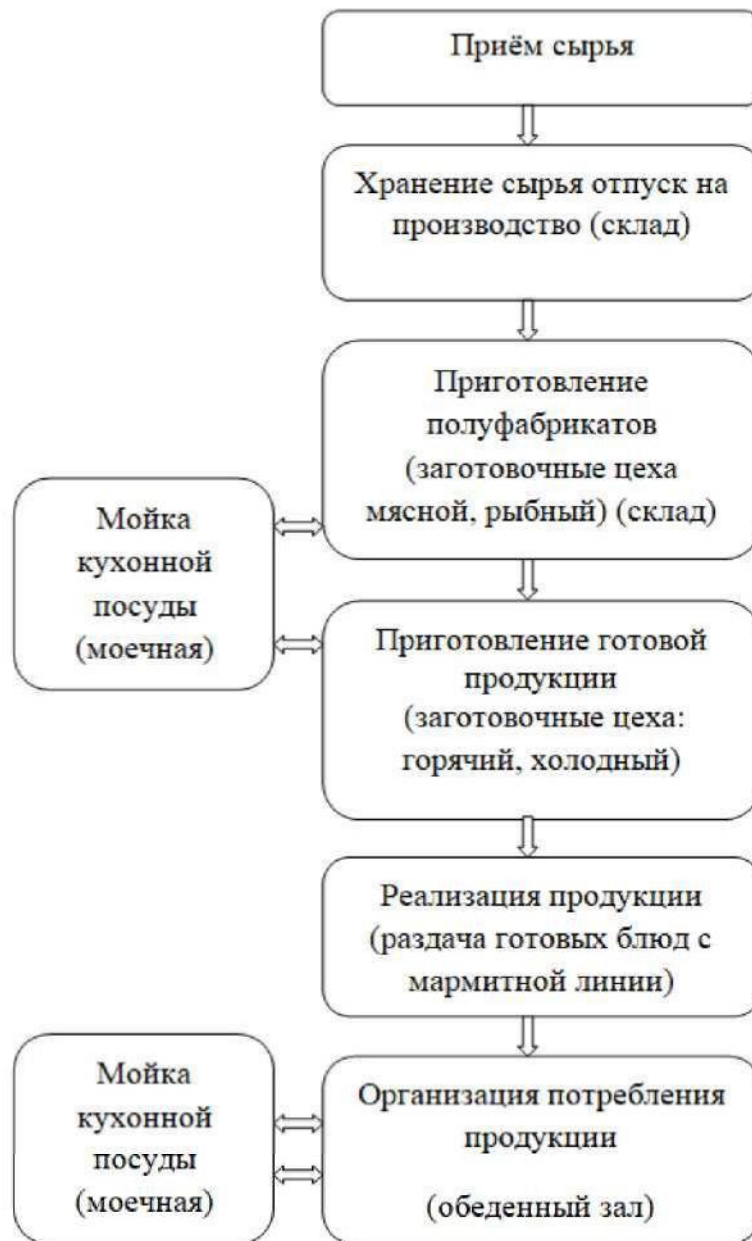 Приём сырья
Хранение сырья отпуск на
производство (склад)
Приготовление
полуфабрикатов
(заготовочные цеха
мясной, рыбный) (склад)
Мойка
кухонной
посуды
(моечная)
Приготовление готовой
продукции
(заготовочные цеха:
горячий, холодный)
Реализация продукции
(раздача готовых блюд с
мармитной линии)
Мойка
кухонной
посуды
(моечная)
Организация потребления
продукции
(обеденный зал)